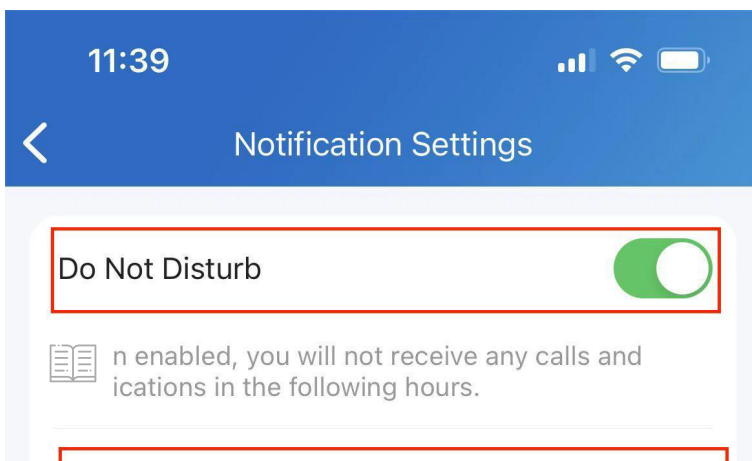 11:39
Notification Settings
Do Not Disturb
n enabled, you will not receive any calls and
ications in the following hours.